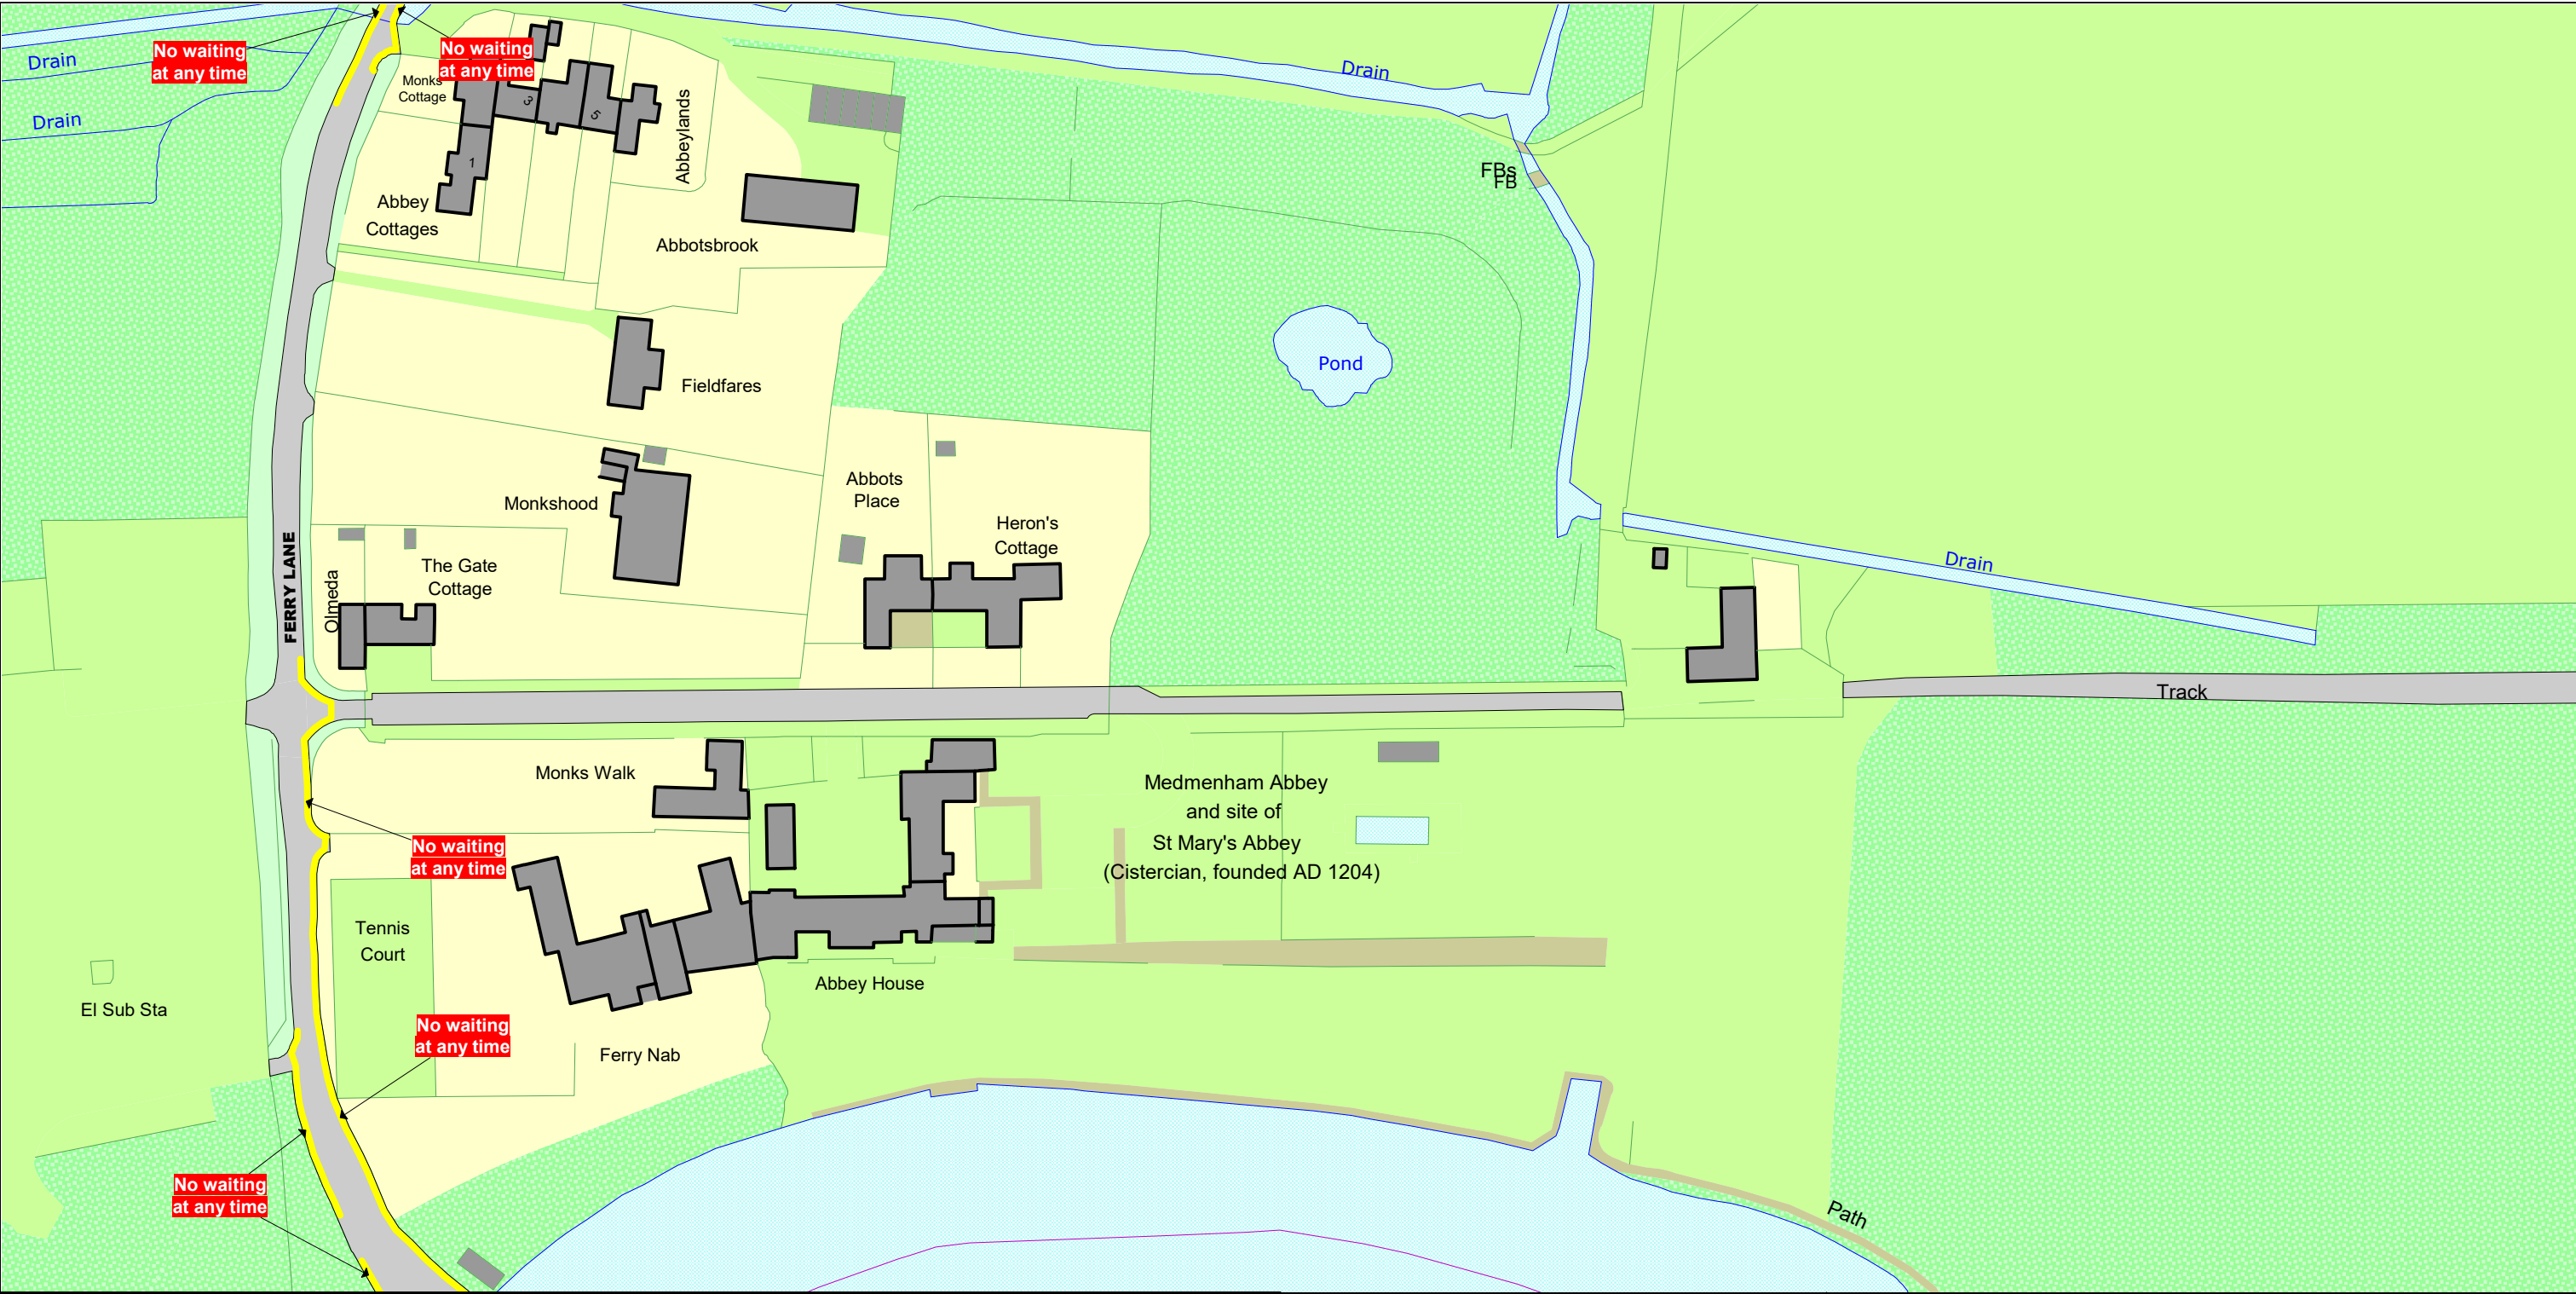 No waiting
at any time
No waiting
at any time
Drain
Drain
Drain
Monks
Cottage
3
5
1
Abbeylands
Abbey
Cottages
Abbotsbrook
FBs
FB
Pond
Fieldfares
Monkshood
Abbots
Place
Heron's
Cottage
FERRY LANE
Olmeda
The Gate
Cottage
Drain
Track
Monks Walk
Medmenham Abbey
and site of
St Mary's Abbey
(Cistercian, founded AD 1204)
No waiting
at any time
Tennis
Court
Abbey House
El Sub Sta
No waiting
at any time
Ferry Nab
No waiting
at any time
Path